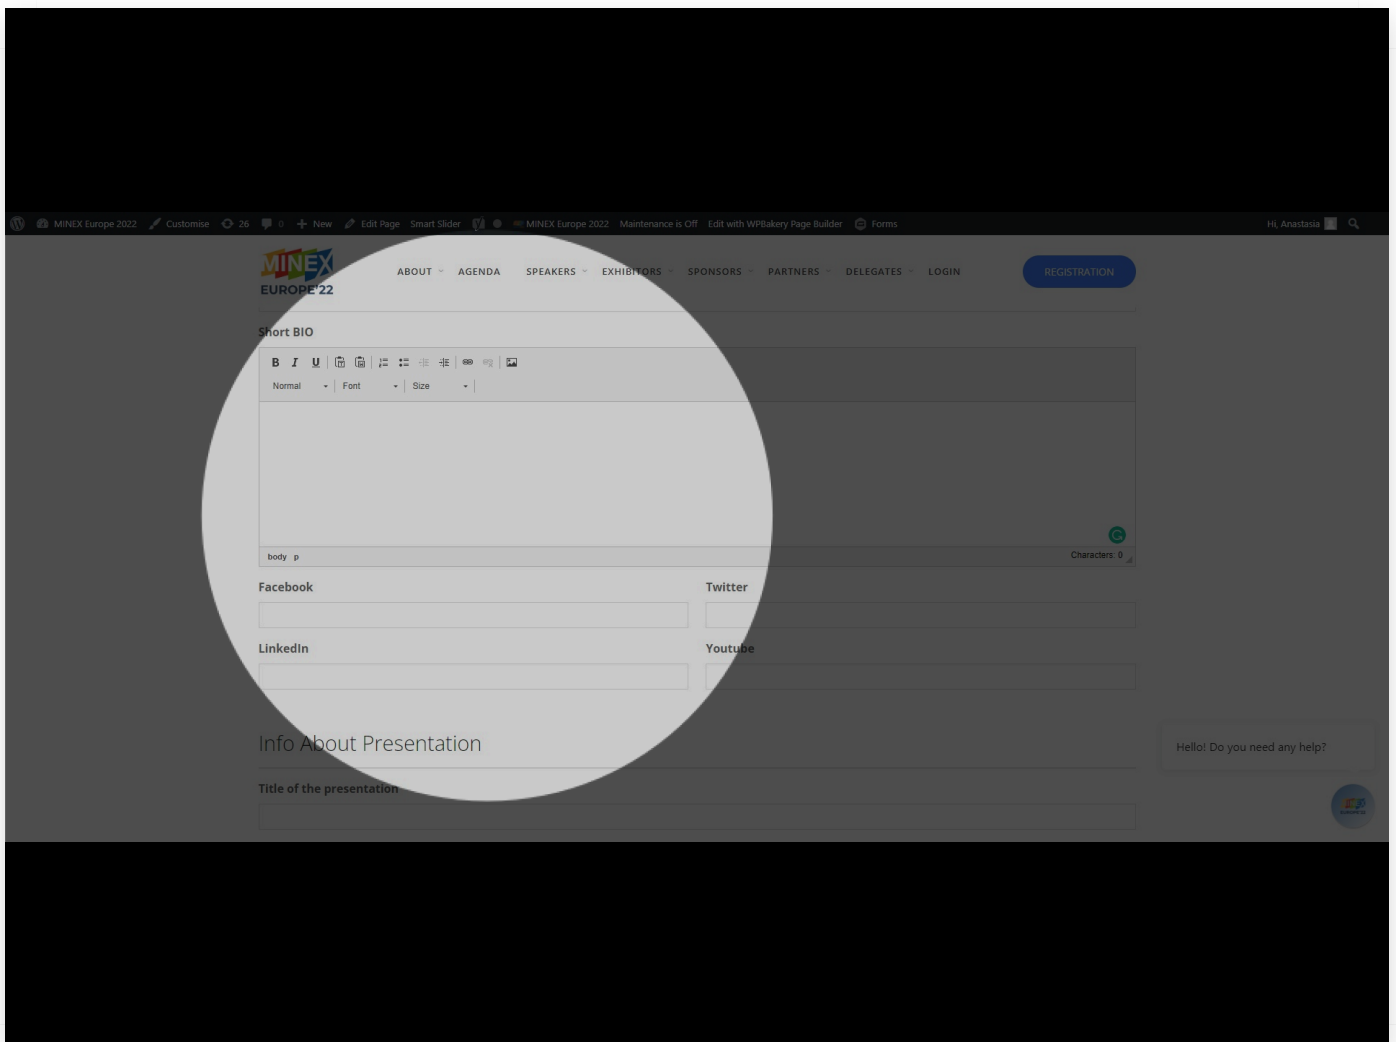 MINEX Europe 2022 Customise 26 0 New Edit Page Smart Slider MINEX Europe 2022 Maintenance is Off Edit with WPBakery Page Builder Forms Hi, Anastasia
MINEX
EUROPE'22
ABOUT AGENDA SPEAKERS EXHIBITORS SPONSORS PARTNERS DELEGATES LOGIN REGISTRATION
Short BIO
B I U
Normal Font Size
body p Characters: 0
Facebook Twitter
LinkedIn Youtube
Info About Presentation
Hello! Do you need any help?
Title of the presentation
MINEX
EUROPE'22